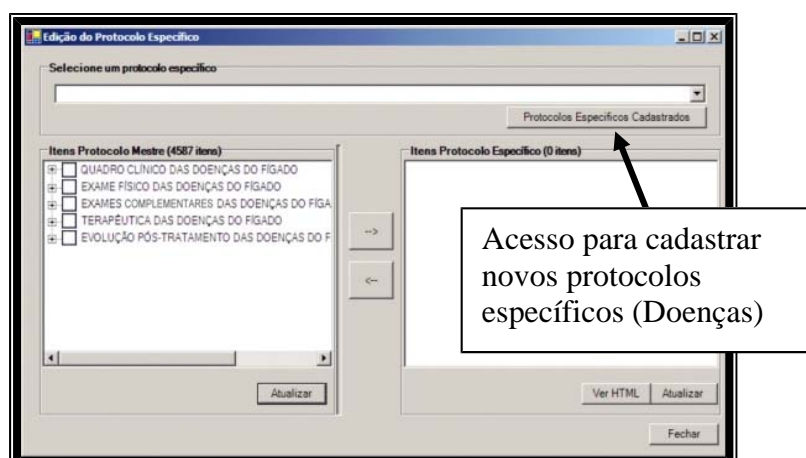 Edição do Protocolo Específico
Selecione um protocolo específico
Protocolos Específicos Cadastrados
Itens Protocolo Mestre (4587 itens)
QUADRO CLÍNICO DAS DOENÇAS DO FÍGADO
EXAME FÍSICO DAS DOENÇAS DO FÍGADO
EXAMES COMPLEMENTARES DAS DOENÇAS DO FÍGA
TERAPÊUTICA DAS DOENÇAS DO FÍGADO
EVOLUÇÃO PÓS-TRATAMENTO DAS DOENÇAS DO F
Atualizar
-->
<--
Itens Protocolo Específico (0 itens)
Acesso para cadastrar
novos protocolos
específicos (Doenças)
Ver HTML Atualizar
Fechar